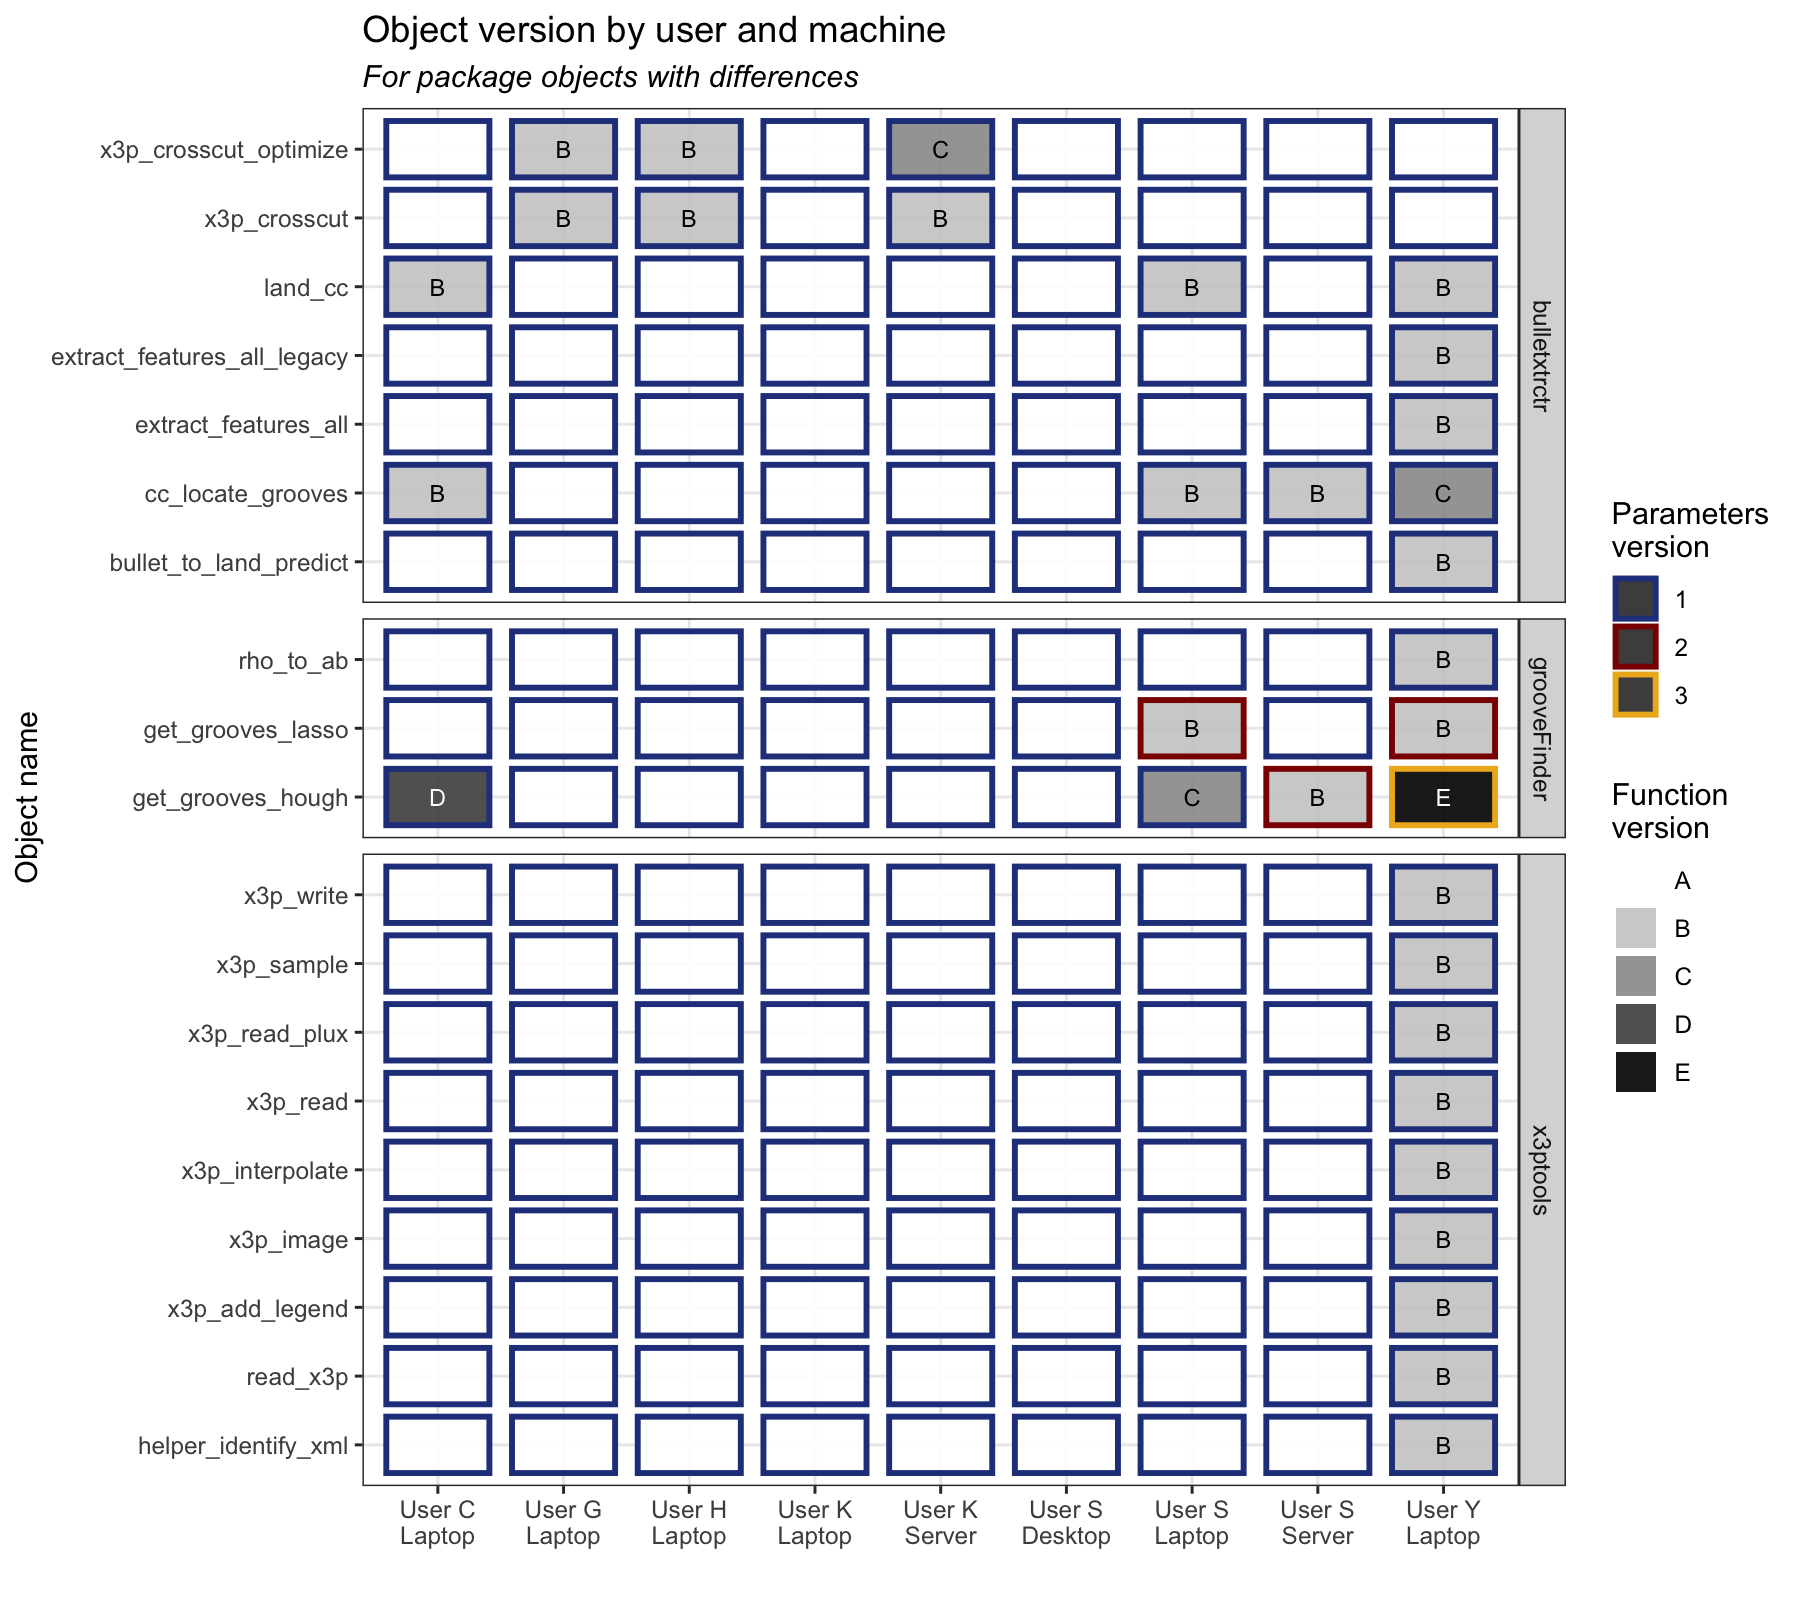 Object version by user and machine
For package objects with differences
Object name
x3p_crosscut_optimize B B C
x3p_crosscut B B B
land_cc B B B
extract_features_all_legacy B
extract_features_all B
cc_locate_grooves B B B C
bullet_to_land_predict B
bulletxtrctr
rho_to_ab B
get_grooves_lasso B B
get_grooves_hough D C B E
grooveFinder
x3p_write B
x3p_sample B
x3p_read_plux B
x3p_read B
x3p_interpolate B
x3p_image B
x3p_add_legend B
read_x3p B
helper_identify_xml B
x3ptools
User C User G User H User K User K User S User S User S User Y
Laptop Laptop Laptop Laptop Server Desktop Laptop Server Laptop
Parameters
version
1
2
3
Function
version
A
B
C
D
E